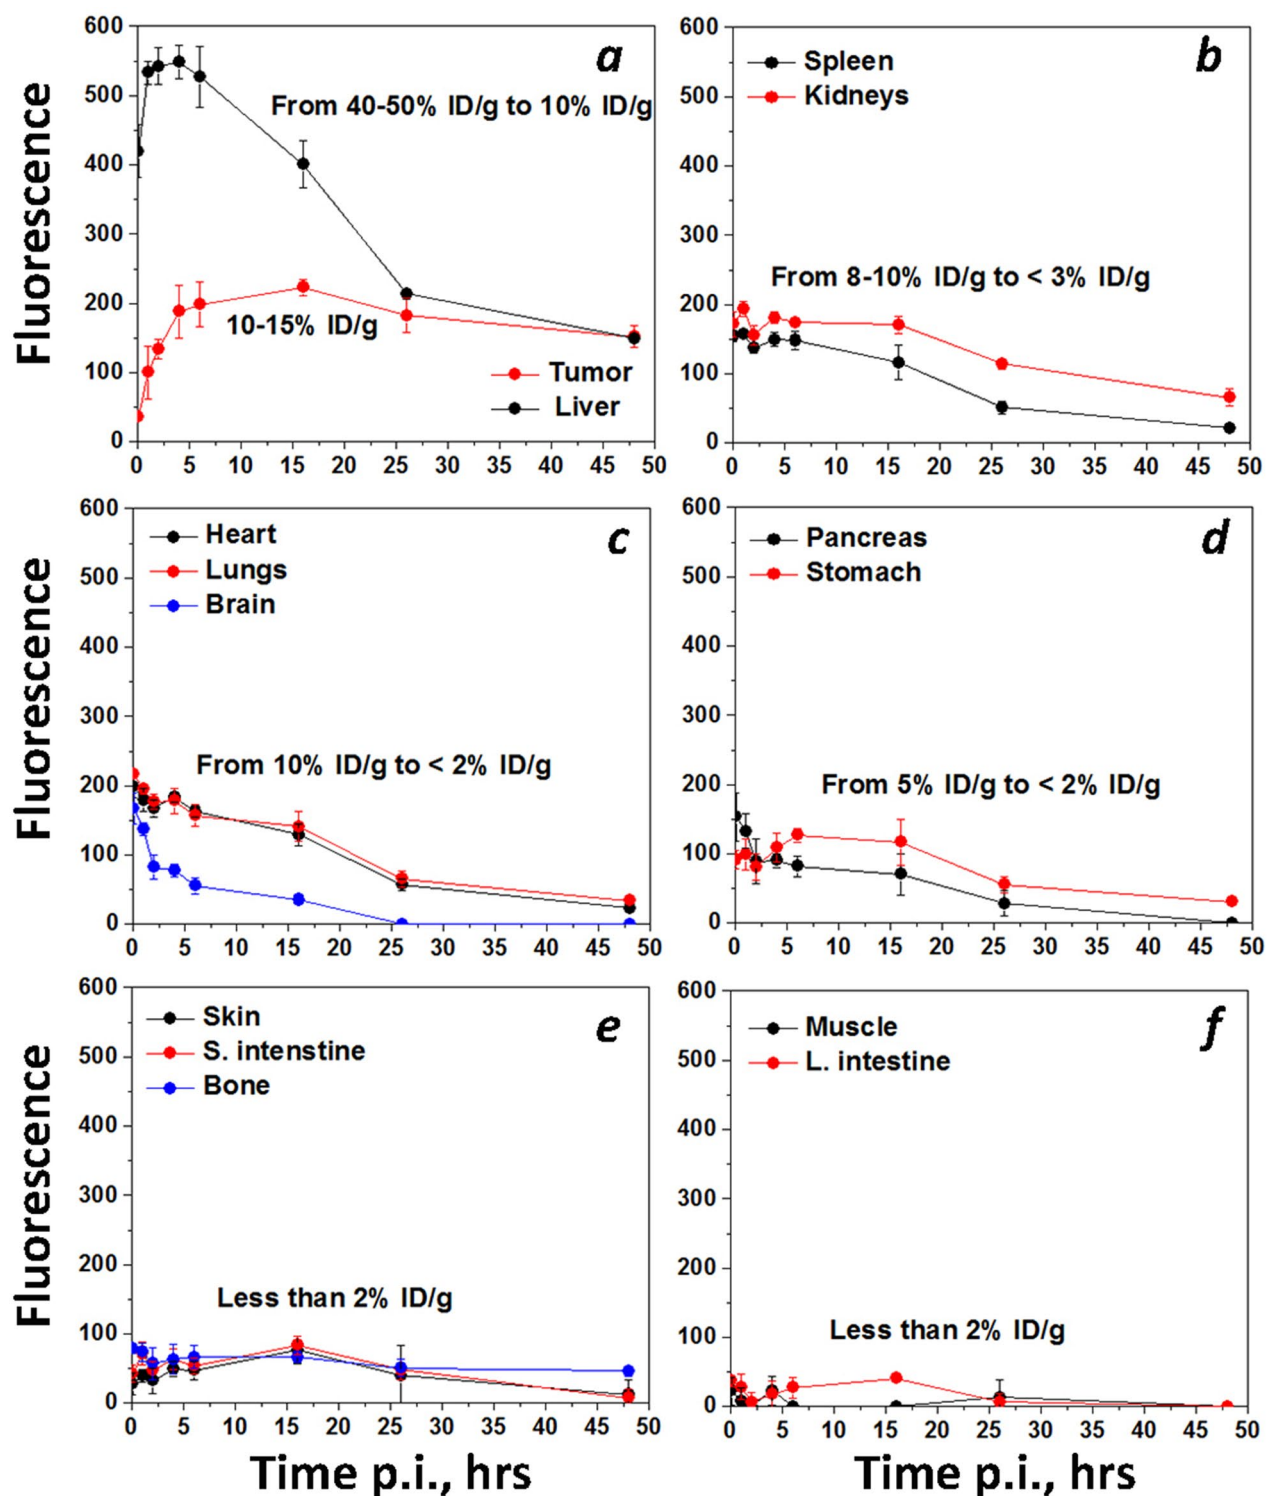 Fluorescence
600
500
400
300
200
100
0
a
From 40-50% ID/g to 10% ID/g
10-15% ID/g
Tumor
Liver
0 5 10 15 20 25 30 35 40 45 50
600
500
400
300
200
100
0
b
Spleen
Kidneys
From 8-10% ID/g to < 3% ID/g
0 5 10 15 20 25 30 35 40 45 50
Fluorescence
600
500
400
300
200
100
0
c
Heart
Lungs
Brain
From 10% ID/g to < 2% ID/g
0 5 10 15 20 25 30 35 40 45 50
600
500
400
300
200
100
0
d
Pancreas
Stomach
From 5% ID/g to < 2% ID/g
0 5 10 15 20 25 30 35 40 45 50
Fluorescence
600
500
400
300
200
100
0
e
Skin
S. intenstine
Bone
Less than 2% ID/g
0 5 10 15 20 25 30 35 40 45 50
Time p.i., hrs
600
500
400
300
200
100
0
f
Muscle
L. intestine
Less than 2% ID/g
0 5 10 15 20 25 30 35 40 45 50
Time p.i., hrs